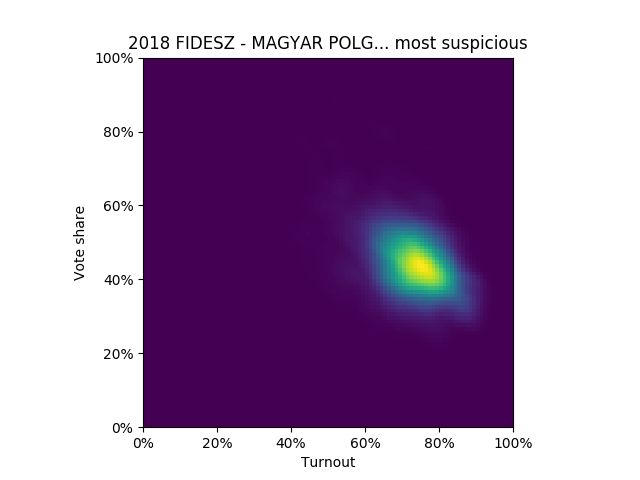 2018 FIDESZ - MAGYAR POLG... most suspicious
100%
80%
60%
40%
20%
0%
Vote share
0% 20% 40% 60% 80% 100%
Turnout